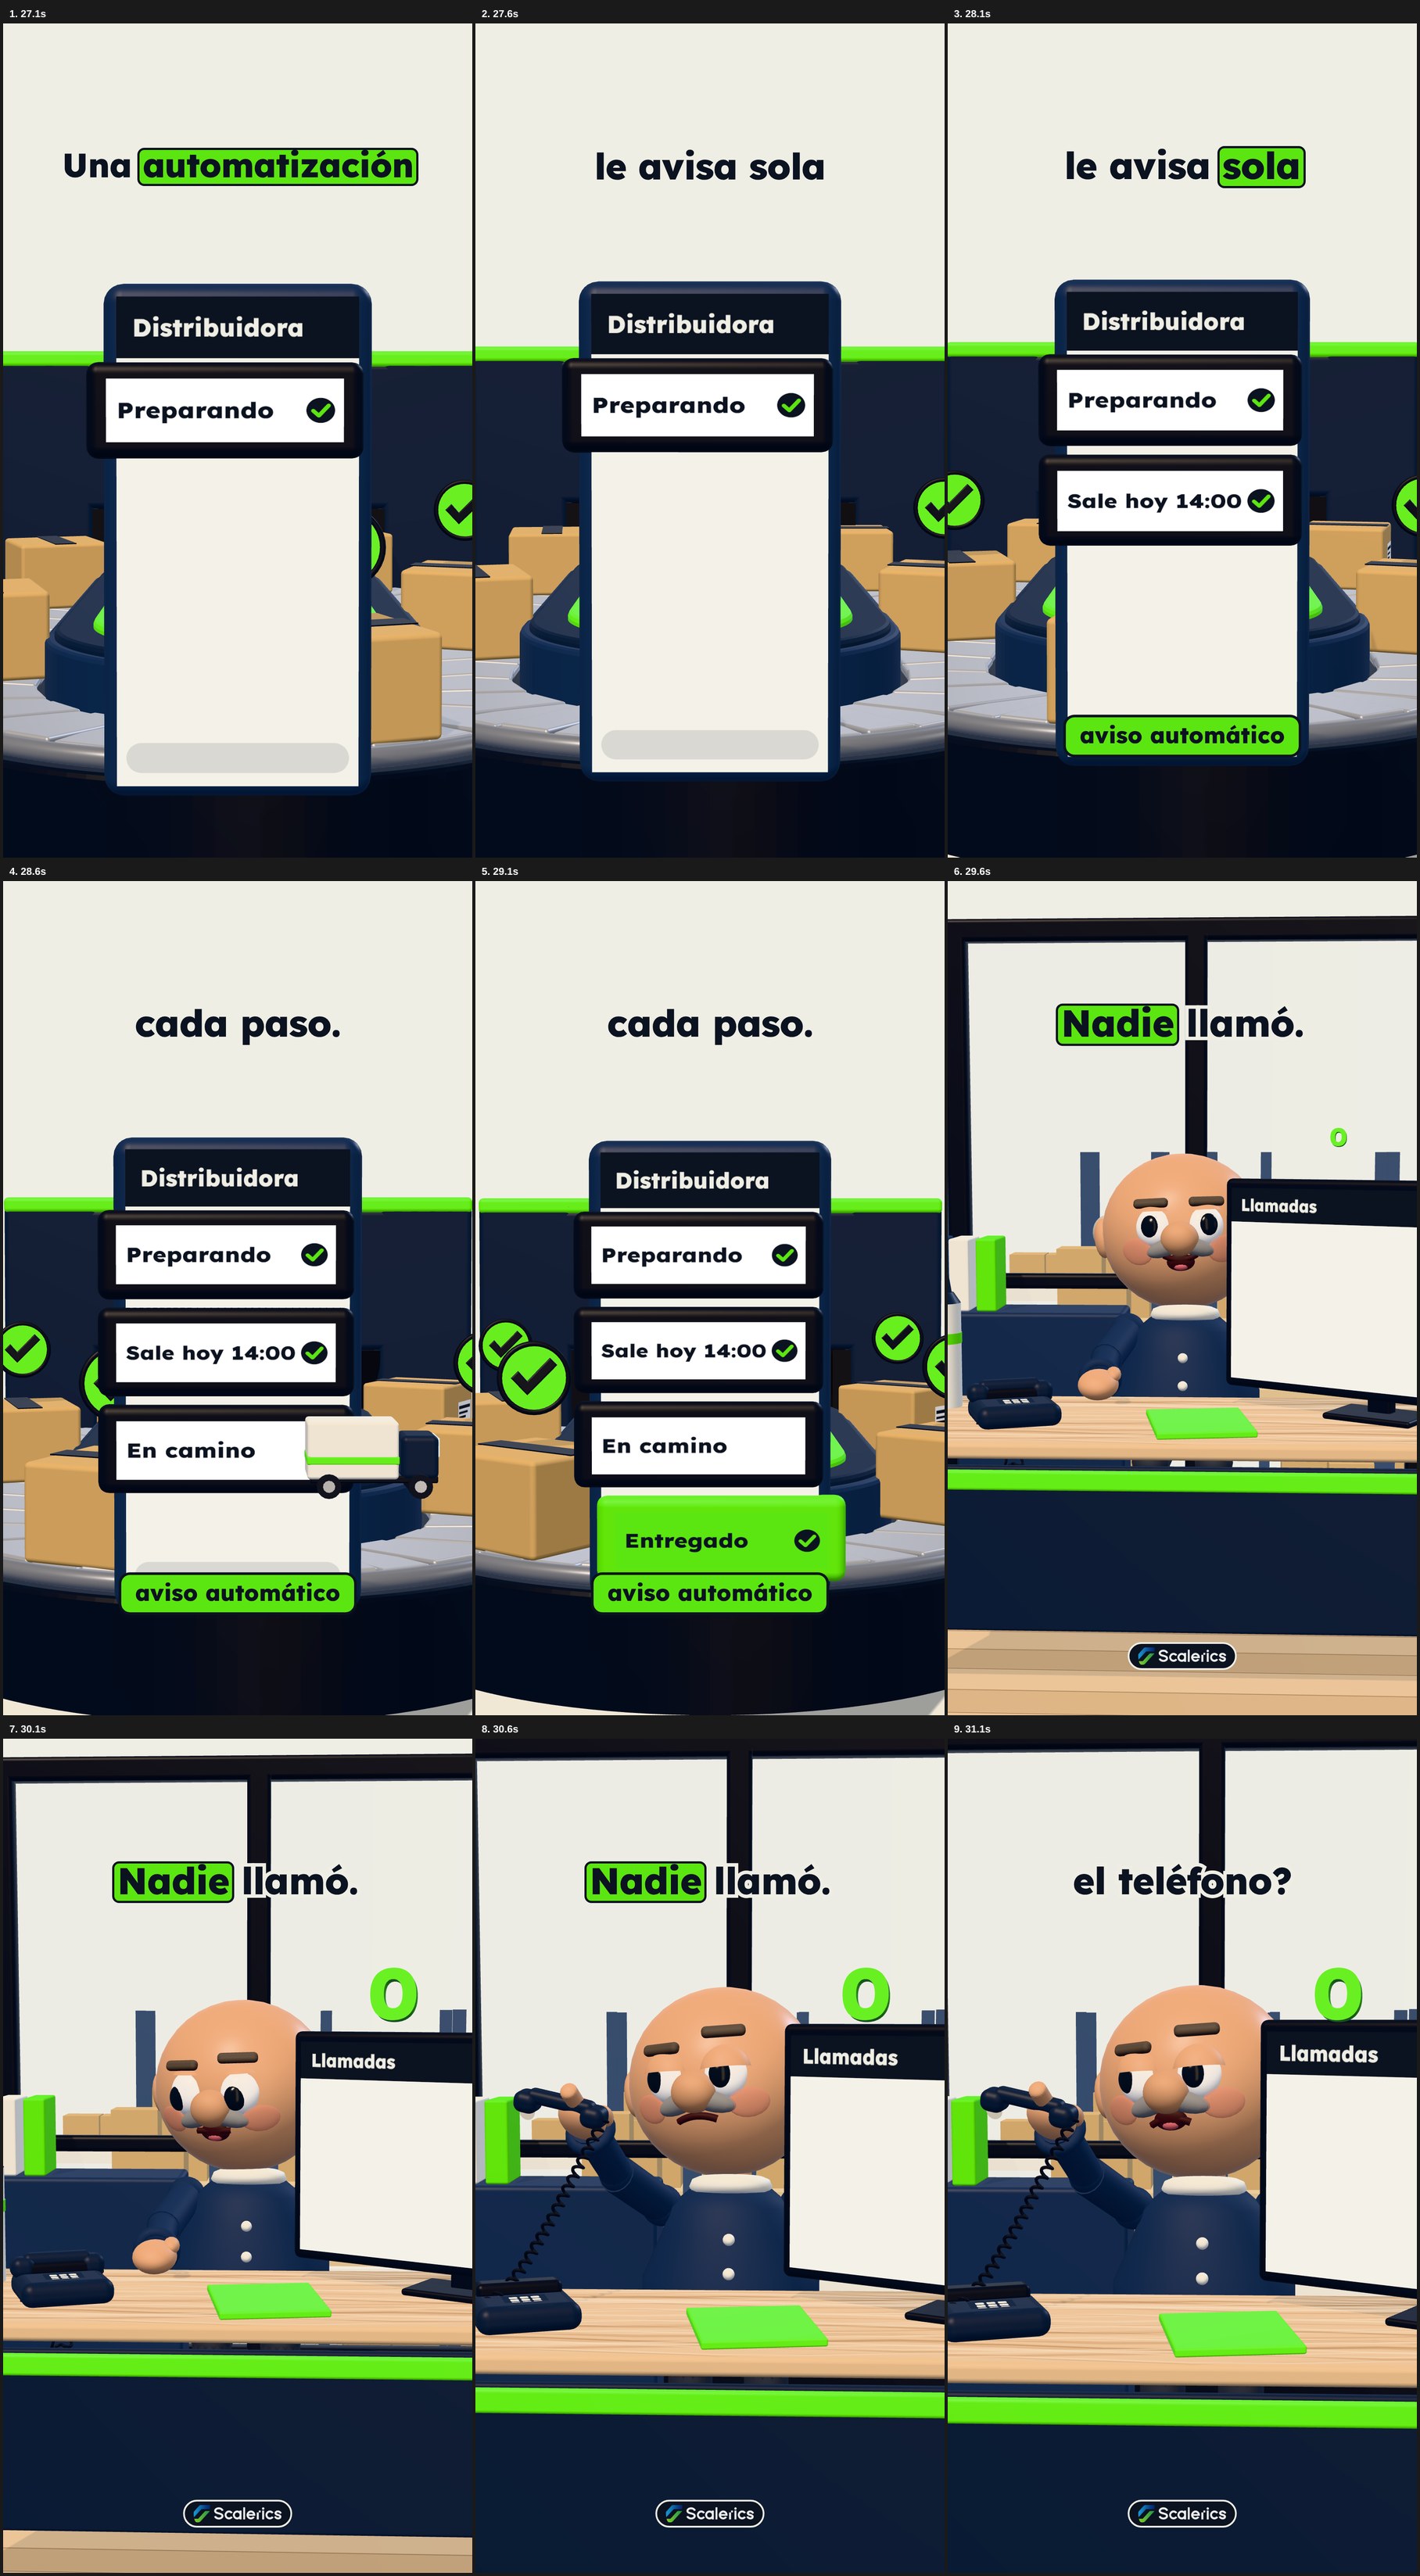 1. 27.1s
Una automatización
Distribuidora
Preparando
2. 27.6s
le avisa sola
Distribuidora
Preparando
3. 28.1s
le avisa sola
Distribuidora
Preparando
Sale hoy 14:00
aviso automático
4. 28.6s
cada paso.
Distribuidora
Preparando
Sale hoy 14:00
En camino
aviso automático
5. 29.1s
cada paso.
Distribuidora
Preparando
Sale hoy 14:00
En camino
Entregado
aviso automático
6. 29.6s
Nadie llamó.
0
Llamadas
Scalerics
7. 30.1s
Nadie llamó.
0
Llamadas
Scalerics
8. 30.6s
Nadie llamó.
0
Llamadas
Scalerics
9. 31.1s
el teléfono?
0
Llamadas
Scalerics